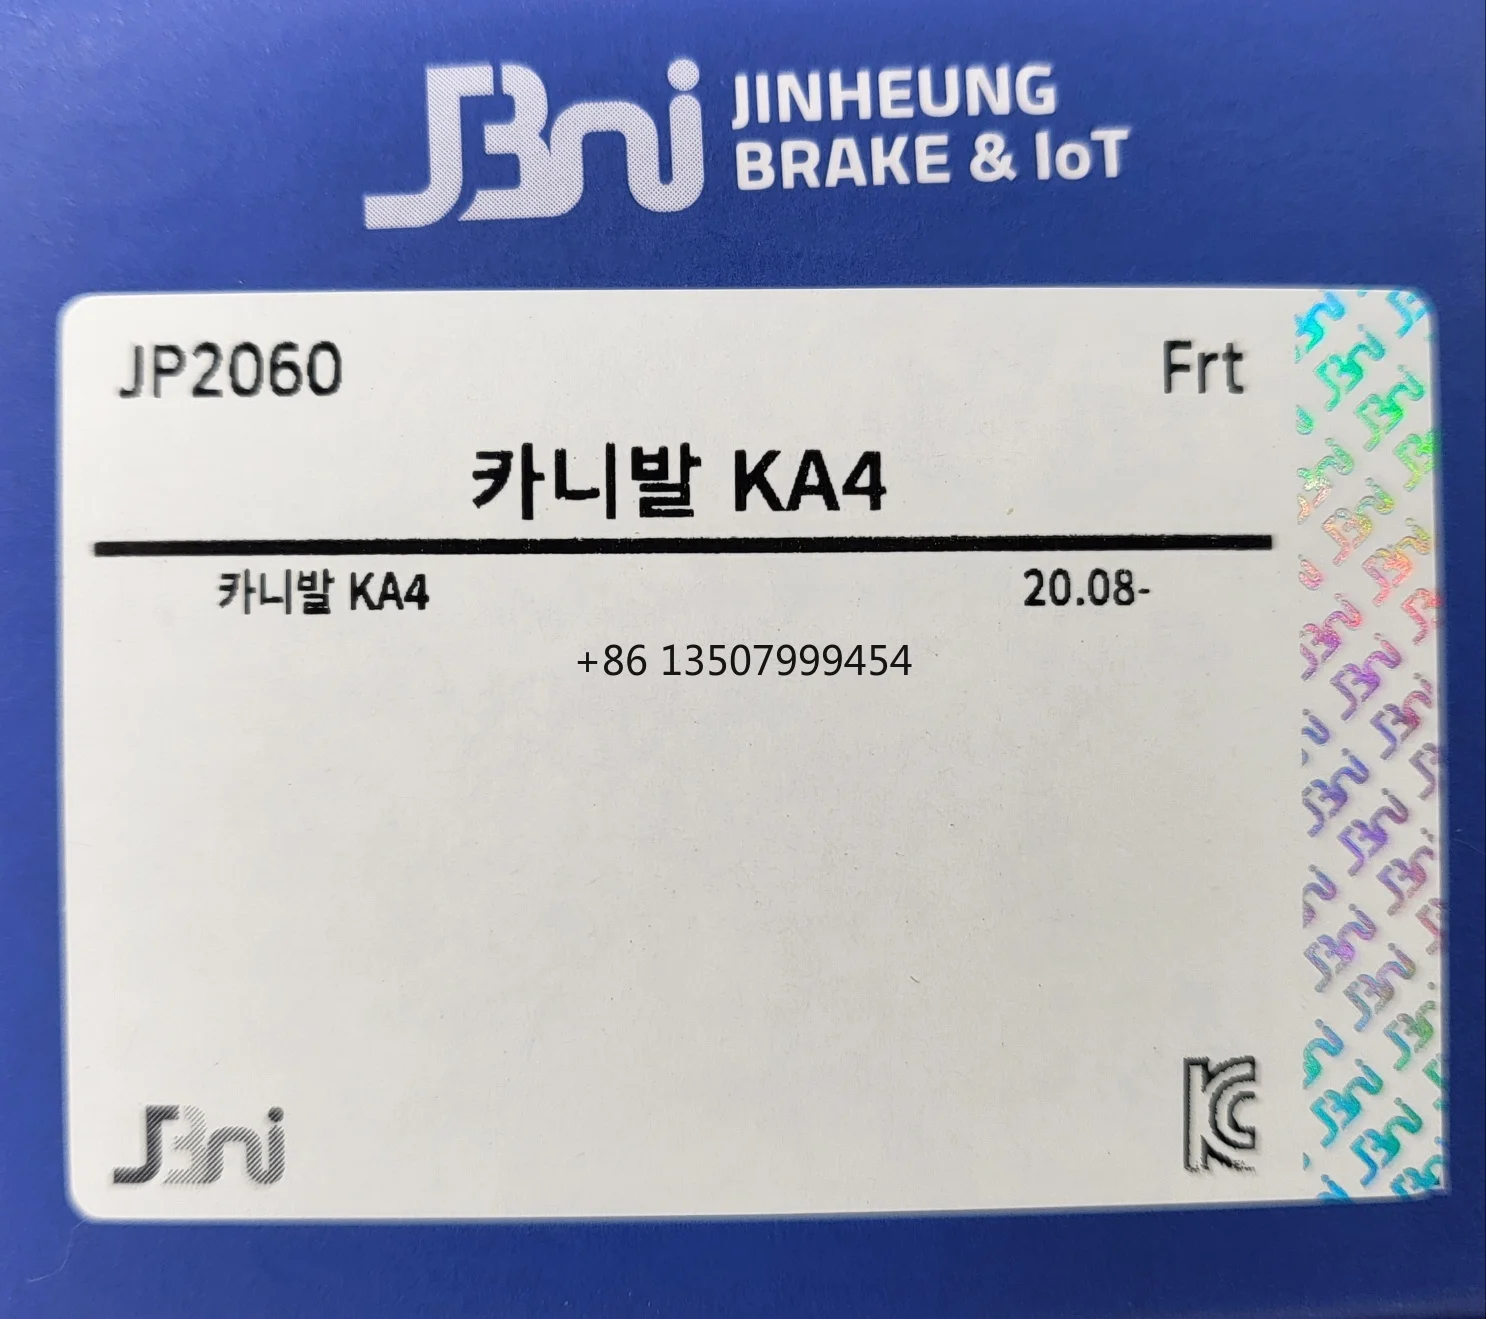 JBni JINHEUNG
BRAKE & IoT
JP2060 Frt
카니발 KA4
카니발 KA4 20.08-
+86 13507999454
JBni
KC